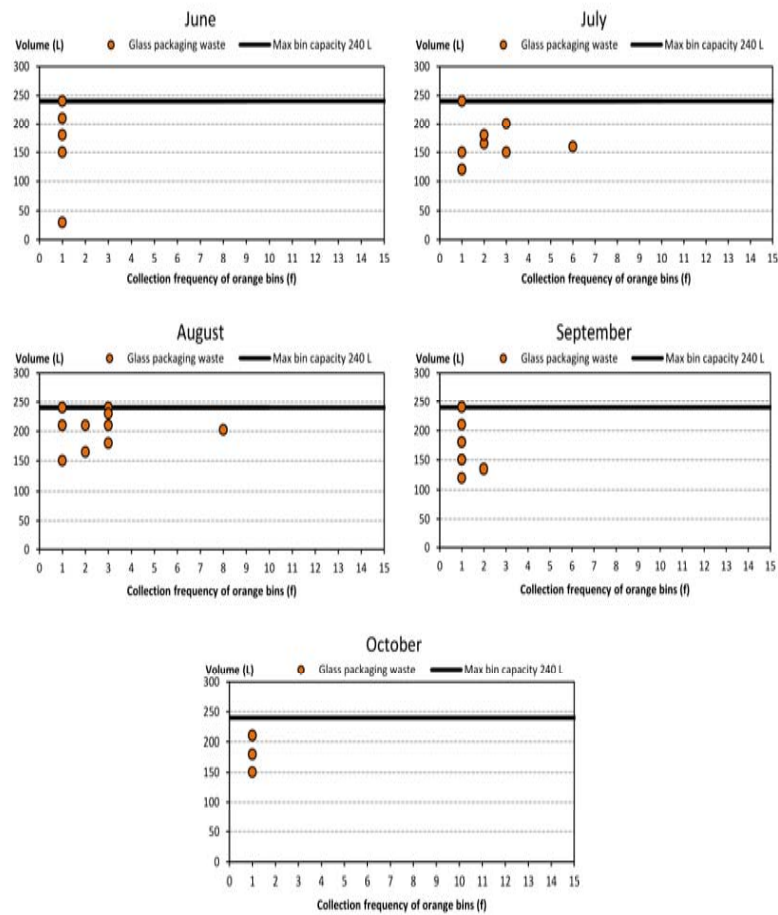 June
Volume (L) Glass packaging waste Max bin capacity 240 L
300
250
200
150
100
50
0
0 1 2 3 4 5 6 7 8 9 10 11 12 13 14 15
Collection frequency of orange bins (f)
July
Volume (L) Glass packaging waste Max bin capacity 240 L
300
250
200
150
100
50
0
0 1 2 3 4 5 6 7 8 9 10 11 12 13 14 15
Collection frequency of orange bins (f)
August
Volume (L) Glass packaging waste Max bin capacity 240 L
300
250
200
150
100
50
0
0 1 2 3 4 5 6 7 8 9 10 11 12 13 14 15
Collection frequency of orange bins (f)
September
Volume (L) Glass packaging waste Max bin capacity 240 L
300
250
200
150
100
50
0
0 1 2 3 4 5 6 7 8 9 10 11 12 13 14 15
Collection frequency of orange bins (f)
October
Volume (L) Glass packaging waste Max bin capacity 240 L
300
250
200
150
100
50
0
0 1 2 3 4 5 6 7 8 9 10 11 12 13 14 15
Collection frequency of orange bins (f)